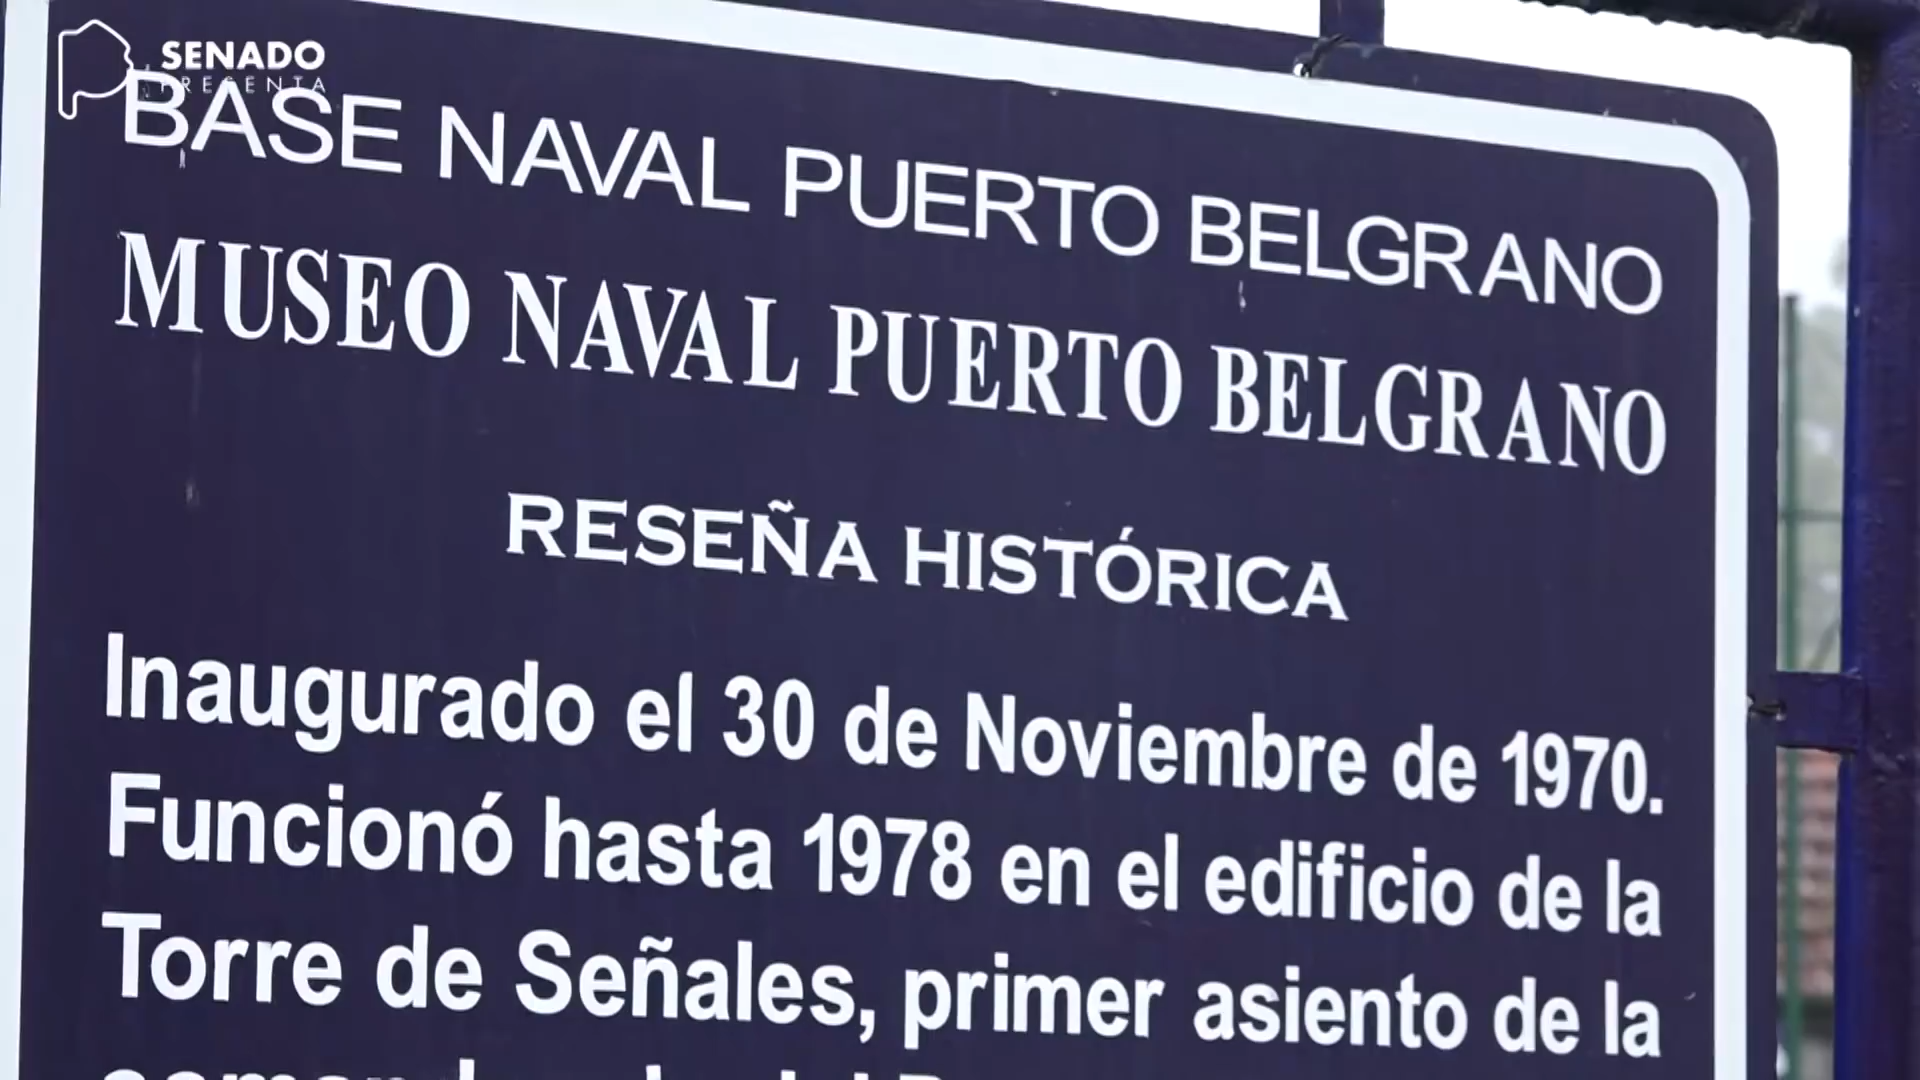 SENADO
PRESENTA
BASE NAVAL PUERTO BELGRANO
MUSEO NAVAL PUERTO BELGRANO
RESEÑA HISTÓRICA
Inaugurado el 30 de Noviembre de 1970.
Funcionó hasta 1978 en el edificio de la
Torre de Señales, primer asiento de la